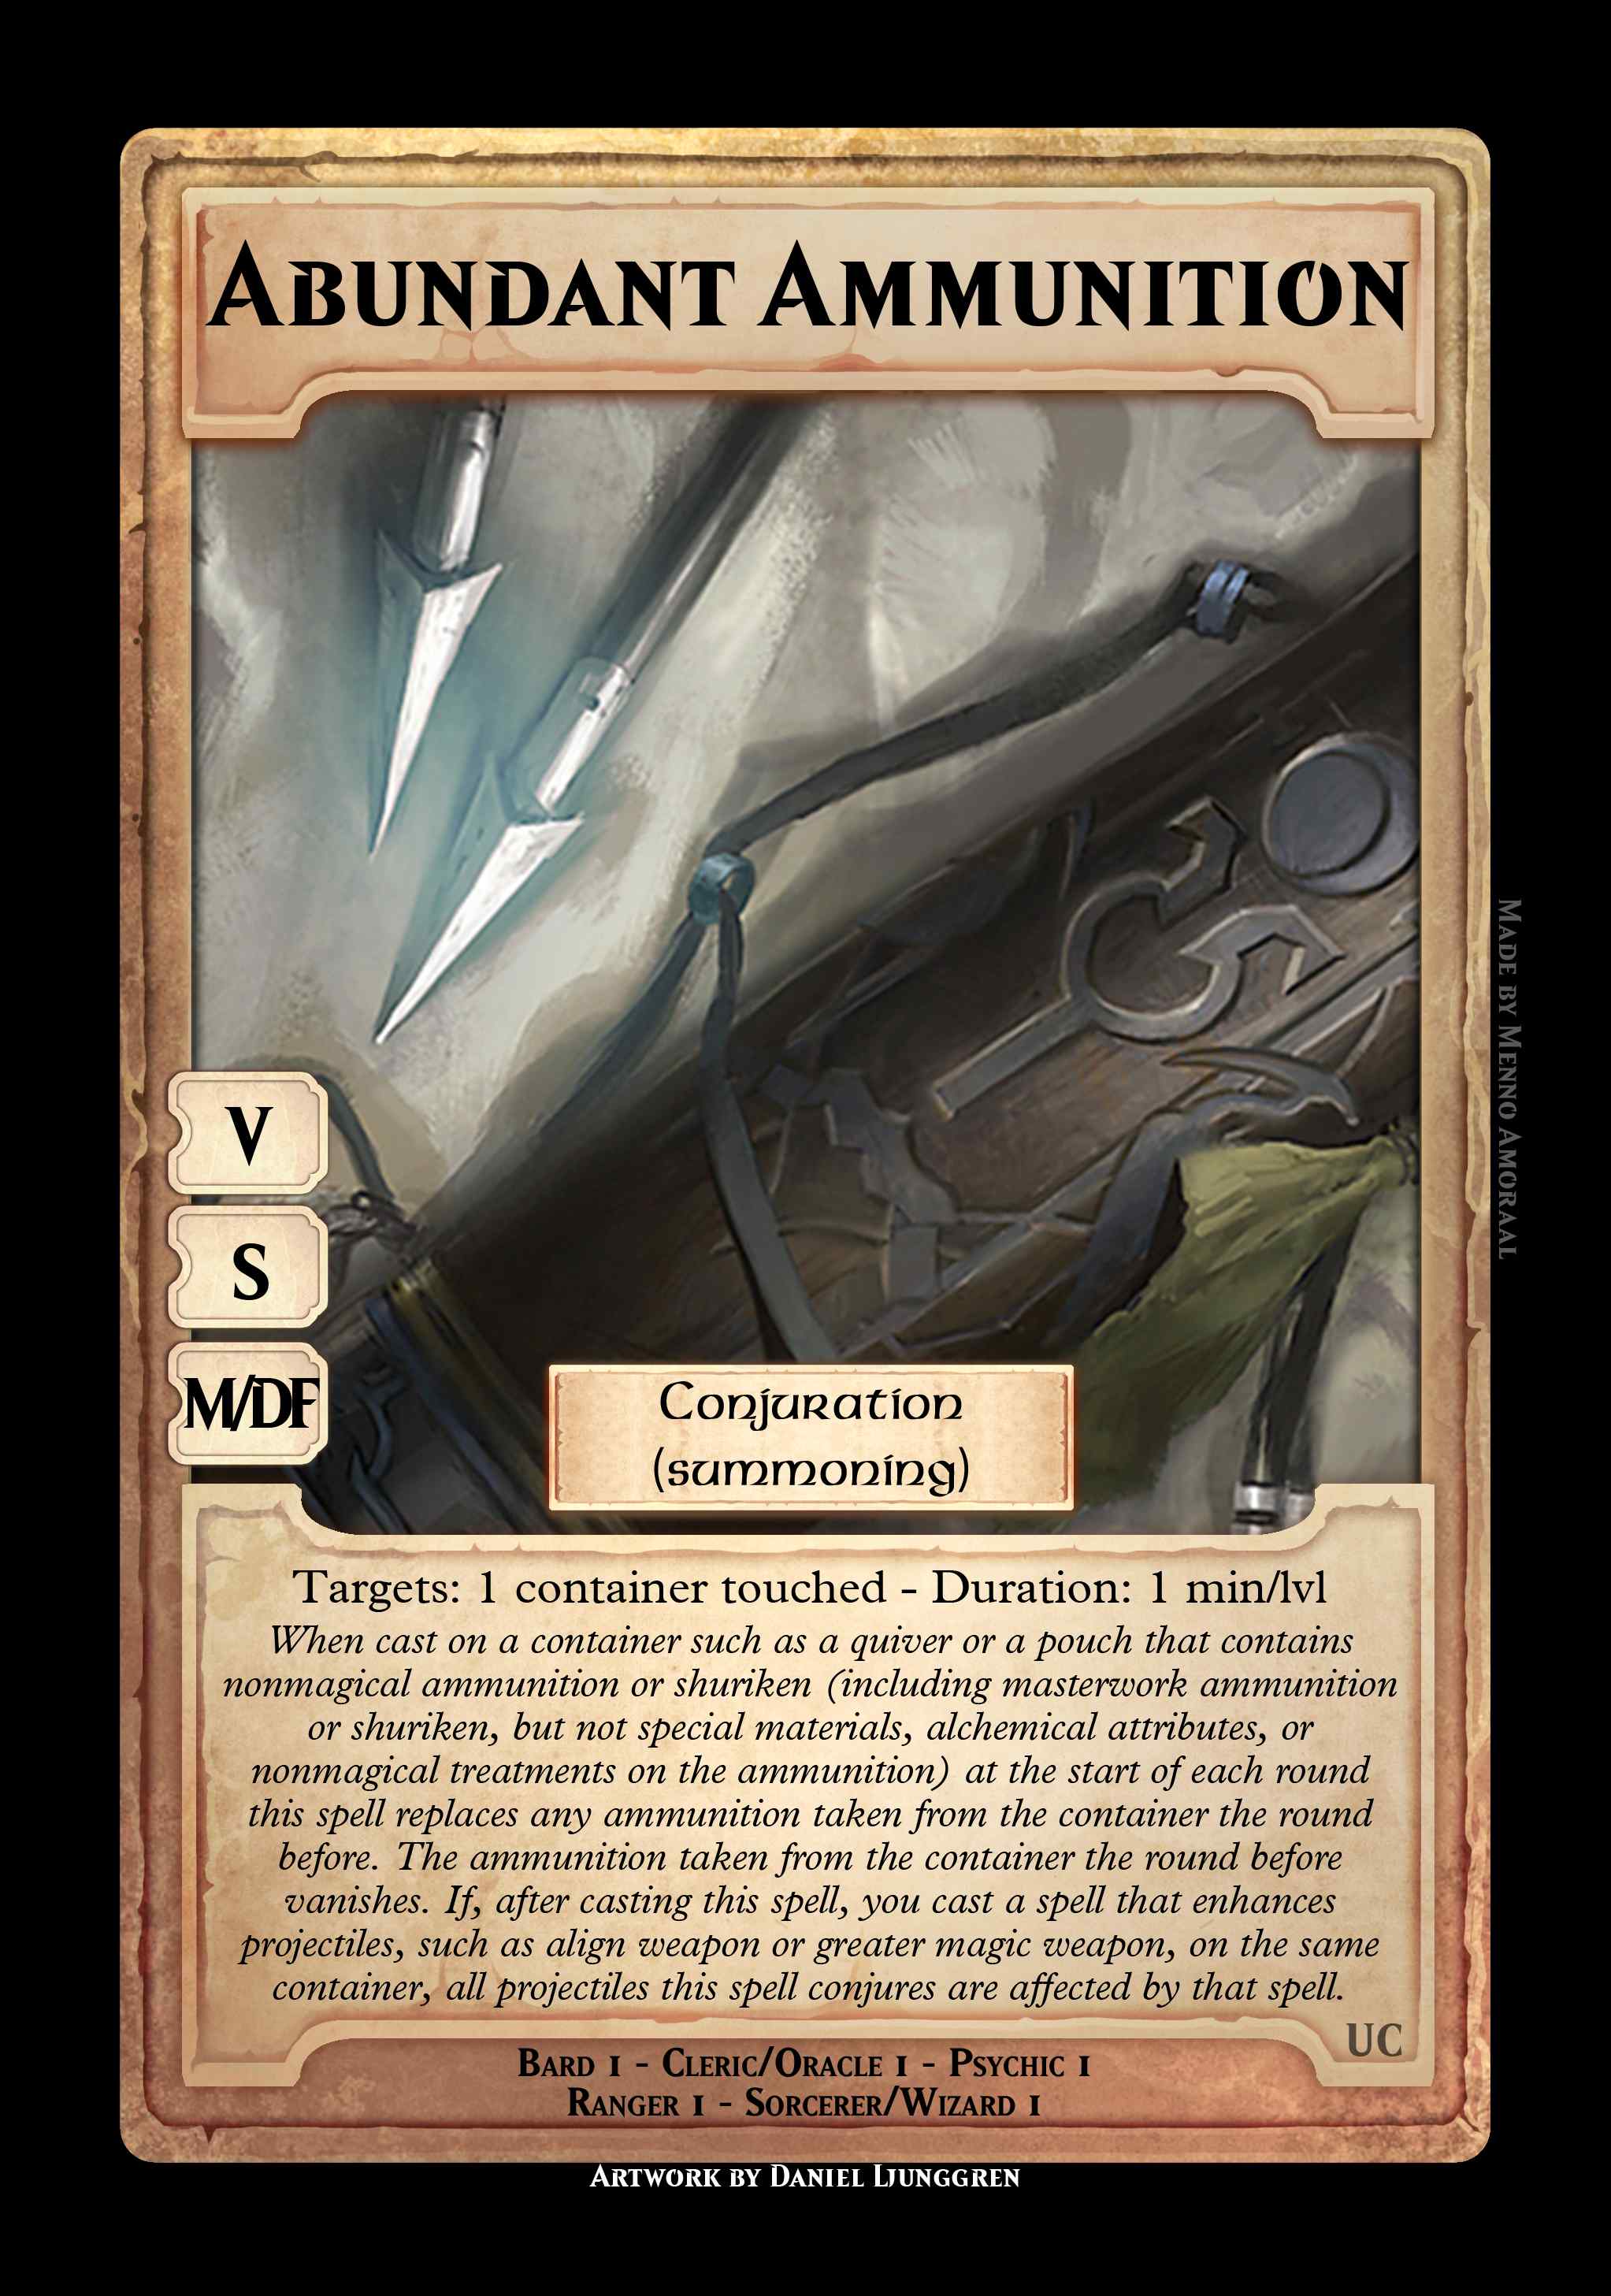 Abundant Ammunition
V
S
M/DF
Conjuration
(summoning)
Targets: 1 container touched - Duration: 1 min/lvl
When cast on a container such as a quiver or a pouch that contains
nonmagical ammunition or shuriken (including masterwork ammunition
or shuriken, but not special materials, alchemical attributes, or
nonmagical treatments on the ammunition) at the start of each round
this spell replaces any ammunition taken from the container the round
before. The ammunition taken from the container the round before
vanishes. If, after casting this spell, you cast a spell that enhances
projectiles, such as align weapon or greater magic weapon, on the same
container, all projectiles this spell conjures are affected by that spell.
UC
Bard 1 - Cleric/Oracle 1 - Psychic 1
Ranger 1 - Sorcerer/Wizard 1
Artwork by Daniel Ljunggren
Made by Menno Amoraal